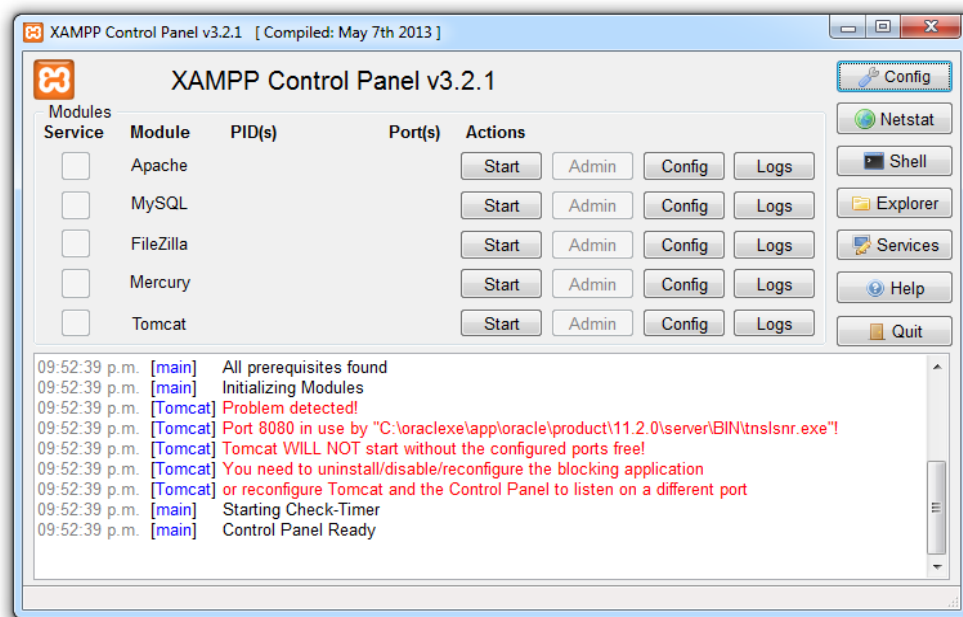 XAMPP Control Panel v3.2.1 [ Compiled: May 7th 2013 ]
XAMPP Control Panel v3.2.1
Config
Netstat
Shell
Explorer
Services
Help
Quit
Modules
Service Module PID(s) Port(s) Actions
Apache Start Admin Config Logs
MySQL Start Admin Config Logs
FileZilla Start Admin Config Logs
Mercury Start Admin Config Logs
Tomcat Start Admin Config Logs
09:52:39 p.m. [main] All prerequisites found
09:52:39 p.m. [main] Initializing Modules
09:52:39 p.m. [Tomcat] Problem detected!
09:52:39 p.m. [Tomcat] Port 8080 in use by "C:\oraclexe\app\oracle\product\11.2.0\server\BIN\tnslsnr.exe"!
09:52:39 p.m. [Tomcat] Tomcat WILL NOT start without the configured ports free!
09:52:39 p.m. [Tomcat] You need to uninstall/disable/reconfigure the blocking application
09:52:39 p.m. [Tomcat] or reconfigure Tomcat and the Control Panel to listen on a different port
09:52:39 p.m. [main] Starting Check-Timer
09:52:39 p.m. [main] Control Panel Ready